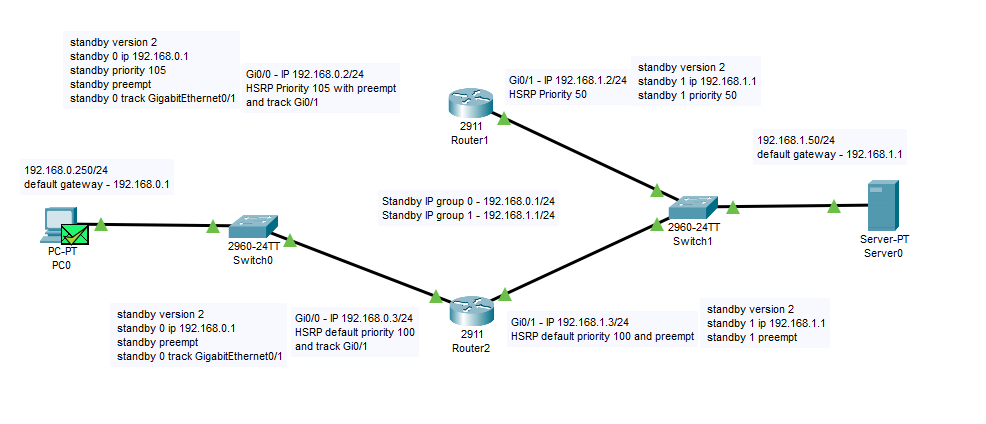 standby version 2
standby 0 ip 192.168.0.1
standby priority 105
standby preempt
standby 0 track GigabitEthernet0/1
Gi0/0 - IP 192.168.0.2/24
HSRP Priority 105 with preempt
and track Gi0/1
Gi0/1 - IP 192.168.1.2/24
HSRP Priority 50
standby version 2
standby 1 ip 192.168.1.1
standby 1 priority 50
2911
Router1
192.168.1.50/24
default gateway - 192.168.1.1
192.168.0.250/24
default gateway - 192.168.0.1
Standby IP group 0 - 192.168.0.1/24
Standby IP group 1 - 192.168.1.1/24
PC-PT
PC0
2960-24TT
Switch0
2960-24TT
Switch1
Server-PT
Server0
standby version 2
standby 0 ip 192.168.0.1
standby preempt
standby 0 track GigabitEthernet0/1
Gi0/0 - IP 192.168.0.3/24
HSRP default priority 100
and track Gi0/1
2911
Router2
Gi0/1 - IP 192.168.1.3/24
HSRP default priority 100 and preempt
standby version 2
standby 1 ip 192.168.1.1
standby 1 preempt